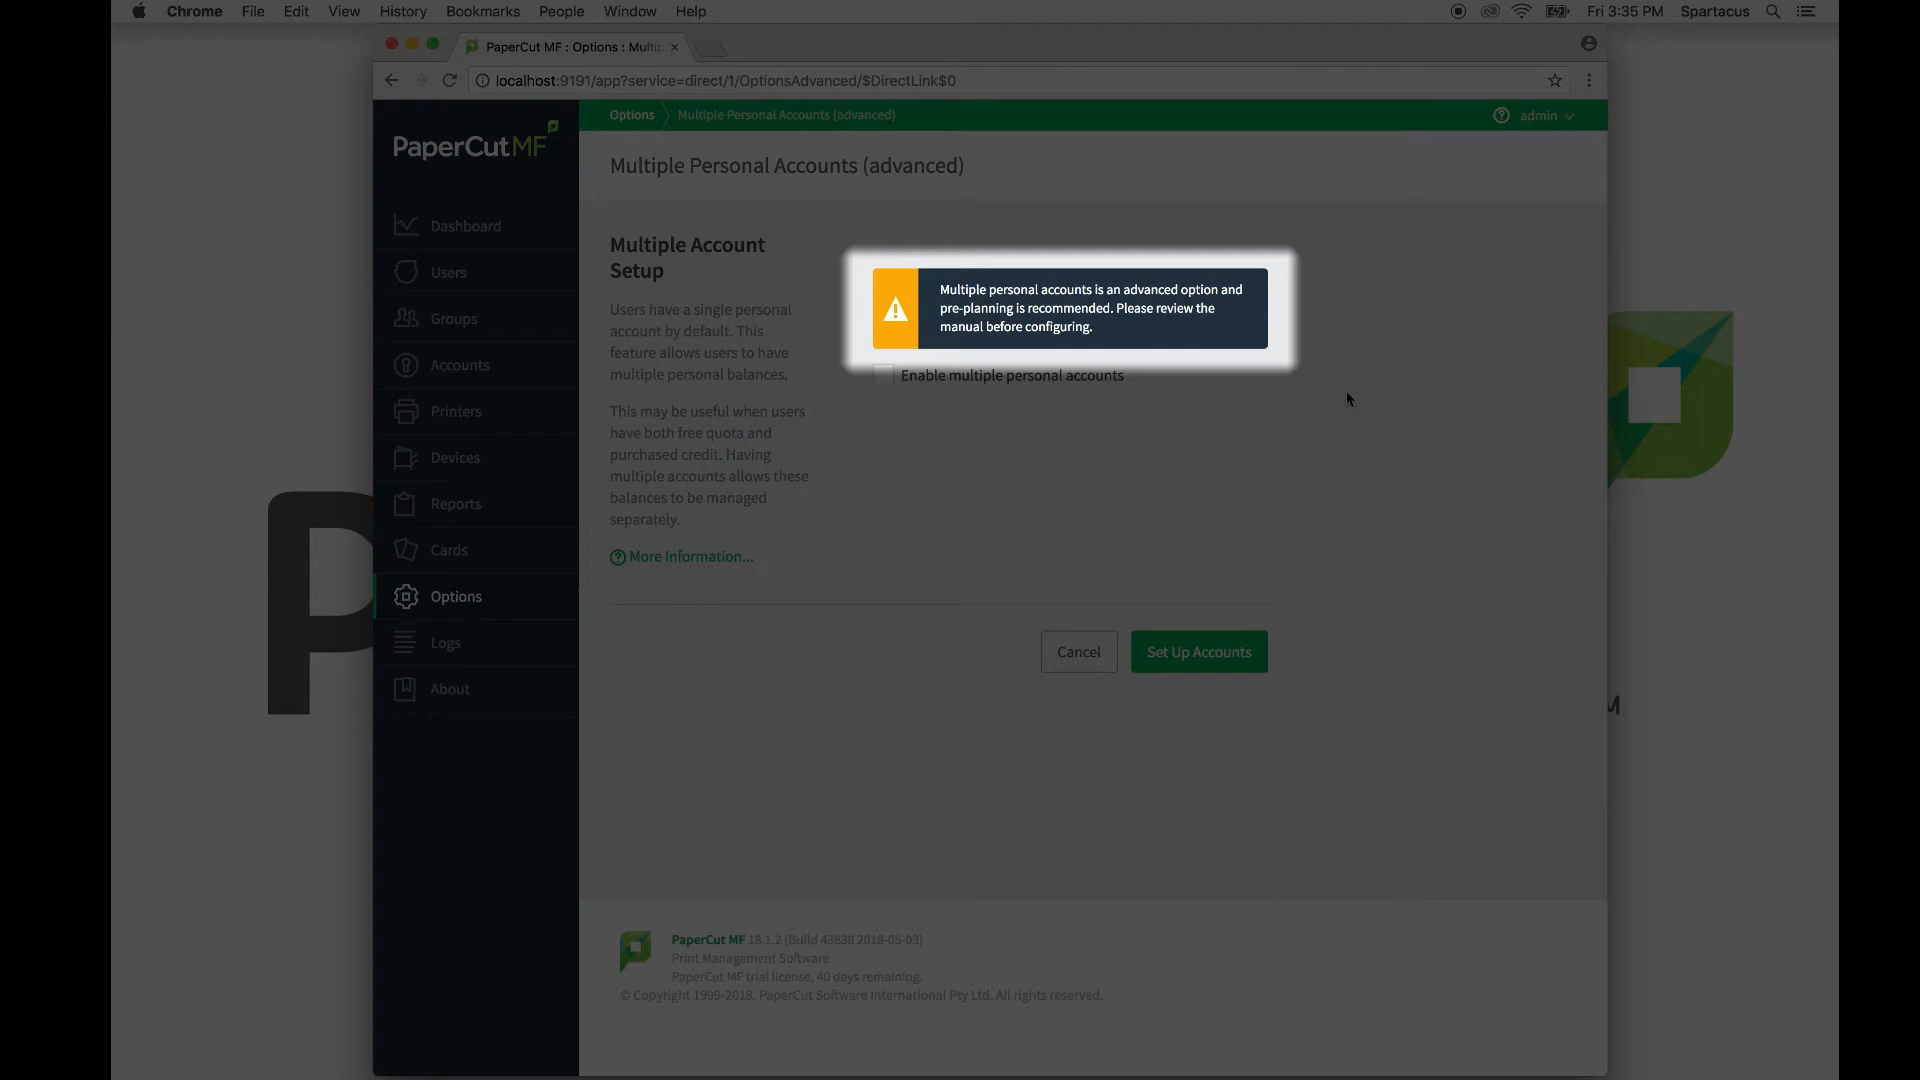 Chrome File Edit View History Bookmarks People Window Help Fri 3:35 PM Spartacus
PaperCut MF : Options : Multip
localhost:9191/app?service=direct/1/OptionsAdvanced/$DirectLink$0
PaperCutMF
Options Multiple Personal Accounts (advanced) admin
Multiple Personal Accounts (advanced)
Dashboard
Users
Groups
Accounts
Printers
Devices
Reports
Cards
Options
Logs
About
Multiple Account
Setup
Users have a single personal
account by default. This
feature allows users to have
multiple personal balances.
This may be useful when users
have both free quota and
purchased credit. Having
multiple accounts allows these
balances to be managed
separately.
More Information...
Multiple personal accounts is an advanced option and
pre-planning is recommended. Please review the
manual before configuring.
Enable multiple personal accounts
Cancel
Set Up Accounts
P
M
PaperCut MF 18.1.2 (Build 43838 2018-05-03)
Print Management Software
PaperCut MF trial license, 40 days remaining.
© Copyright 1999-2018. PaperCut Software International Pty Ltd. All rights reserved.